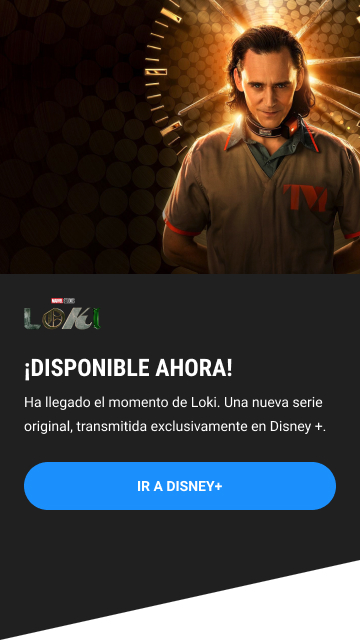 TVA
MARVEL STUDIOS
LOKI
¡DISPONIBLE AHORA!
Ha llegado el momento de Loki. Una nueva serie
original, transmitida exclusivamente en Disney +.
IR A DISNEY+